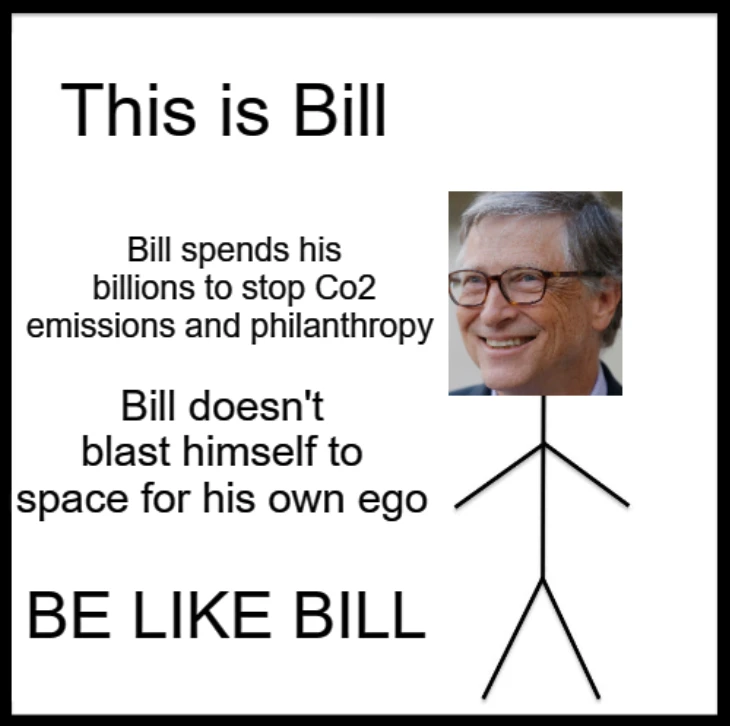 This is Bill
Bill spends his
billions to stop Co2
emissions and philanthropy
Bill doesn't
blast himself to
space for his own ego
BE LIKE BILL